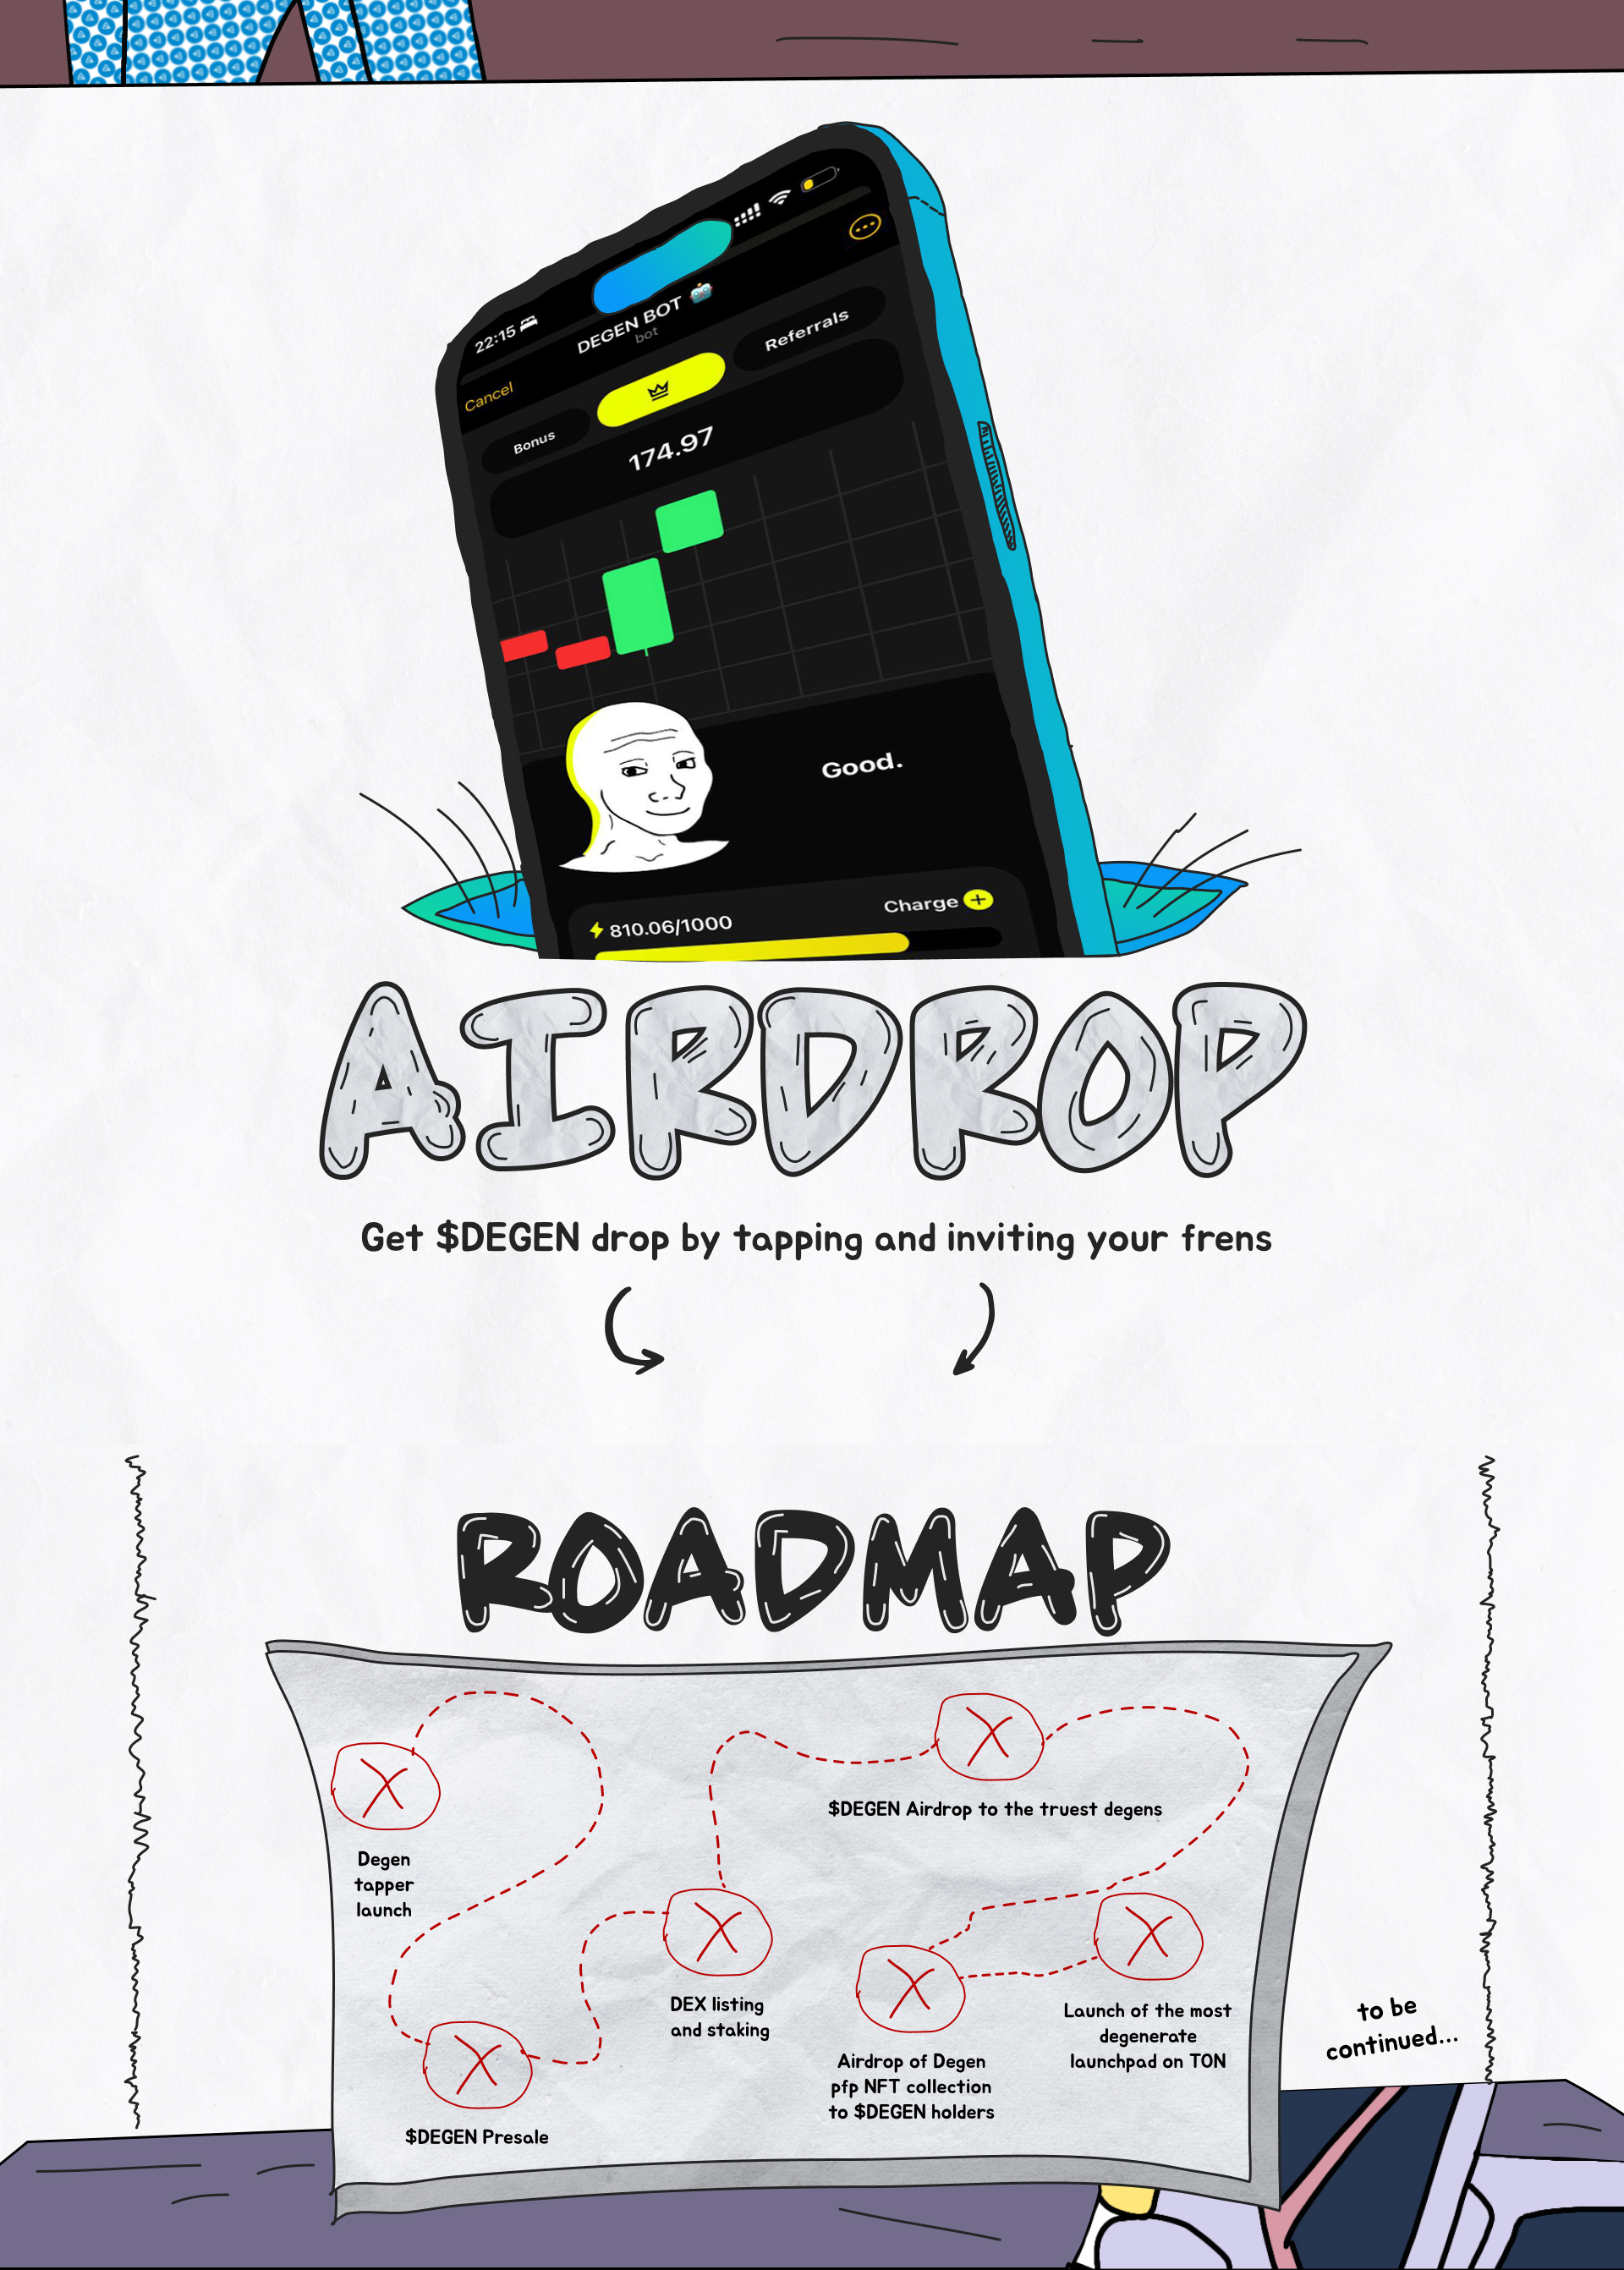 22:15
DEGEN BOT 🤖
bot
Cancel
Bonus
Referrals
174.97
Good.
810.06/1000
Charge +
AIRDROP
Get $DEGEN drop by tapping and inviting your frens
ROADMAP
$DEGEN Airdrop to the truest degens
Degen
tapper
launch
DEX listing
and staking
Launch of the most
degenerate
launchpad on TON
Airdrop of Degen
pfp NFT collection
to $DEGEN holders
$DEGEN Presale
to be
continued...